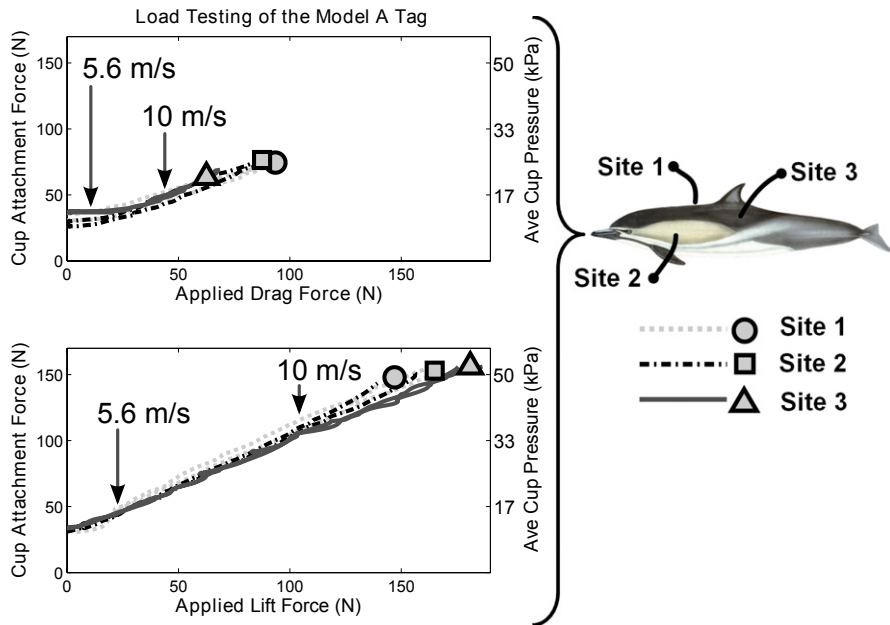 Load Testing of the Model A Tag
Cup Attachment Force (N)
150
100
50
0
5.6 m/s
10 m/s
50
33
17
Ave Cup Pressure (kPa)
0
50
100
150
Applied Drag Force (N)
Cup Attachment Force (N)
150
100
50
0
5.6 m/s
10 m/s
50
33
17
Ave Cup Pressure (kPa)
0
50
100
150
Applied Lift Force (N)
Site 1
Site 3
Site 2
Site 1
Site 2
Site 3